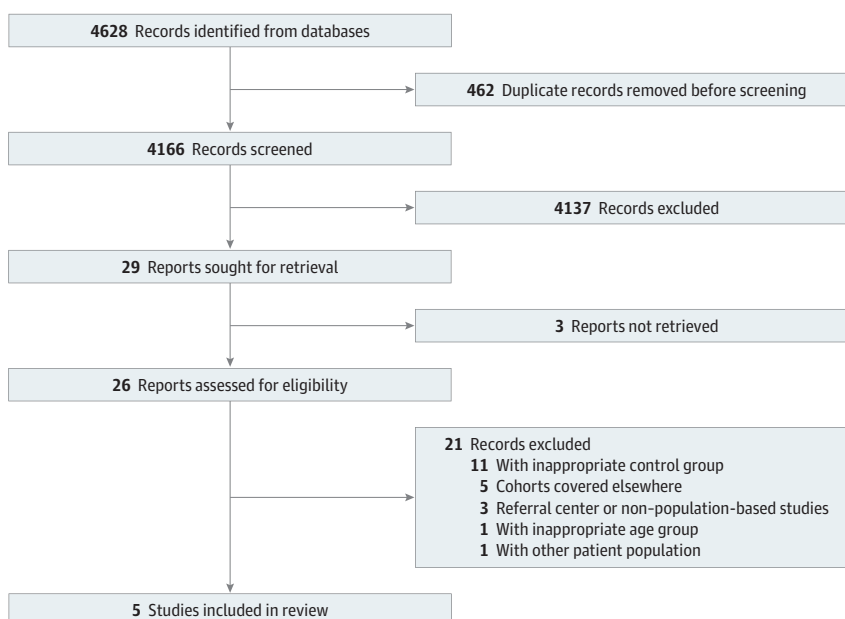 4628 Records identified from databases
462 Duplicate records removed before screening
4166 Records screened
4137 Records excluded
29 Reports sought for retrieval
3 Reports not retrieved
26 Reports assessed for eligibility
21 Records excluded
11 With inappropriate control group
5 Cohorts covered elsewhere
3 Referral center or non-population-based studies
1 With inappropriate age group
1 With other patient population
5 Studies included in review